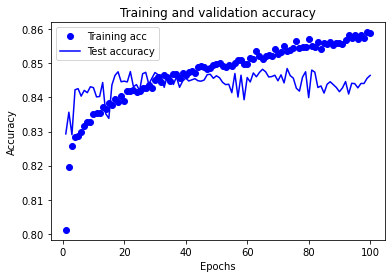 Training and validation accuracy
Training acc
Test accuracy
Accuracy
0.86
0.85
0.84
0.83
0.82
0.81
0.80
0
20
40
60
80
100
Epochs